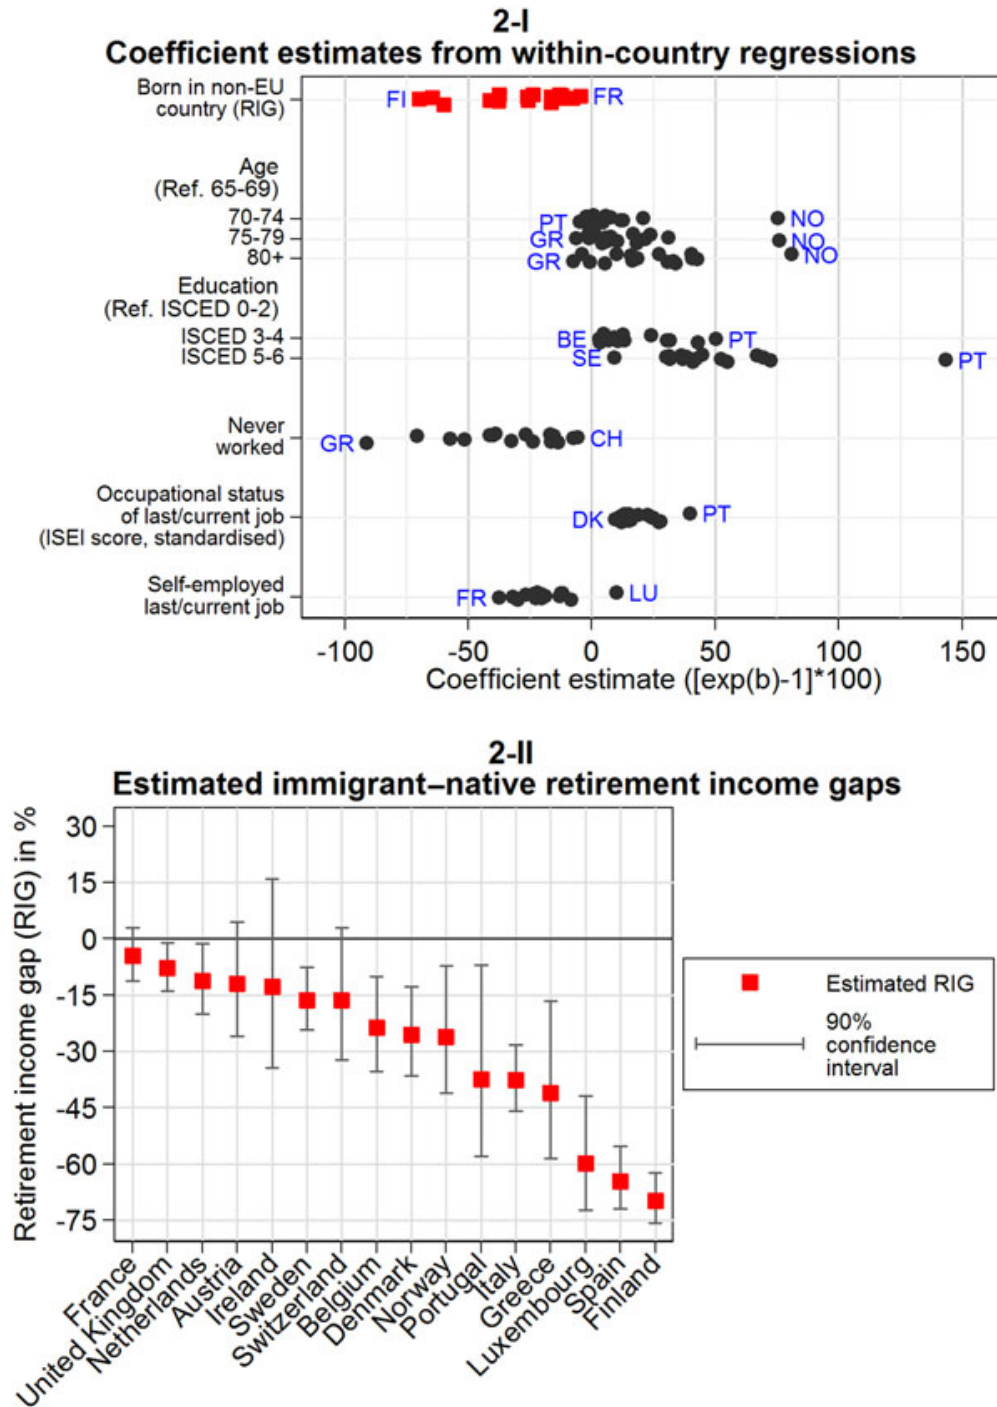 2-I
Coefficient estimates from within-country regressions
Born in non-EU
country (RIG)
FI
FR
Age
(Ref. 65-69)
70-74
PT
NO
75-79
GR
NO
80+
GR
NO
Education
(Ref. ISCED 0-2)
ISCED 3-4
BE
PT
ISCED 5-6
SE
PT
Never
worked
GR
CH
Occupational status
of last/current job
(ISEI score, standardised)
DK
PT
Self-employed
last/current job
FR
LU
-100
-50
0
50
100
150
Coefficient estimate ([exp(b)-1]*100)
2-II
Estimated immigrant–native retirement income gaps
Retirement income gap (RIG) in %
30
15
0
-15
-30
-45
-60
-75
France
United Kingdom
Netherlands
Austria
Ireland
Sweden
Switzerland
Belgium
Denmark
Norway
Portugal
Italy
Greece
Luxembourg
Spain
Finland
Estimated RIG
90%
confidence
interval